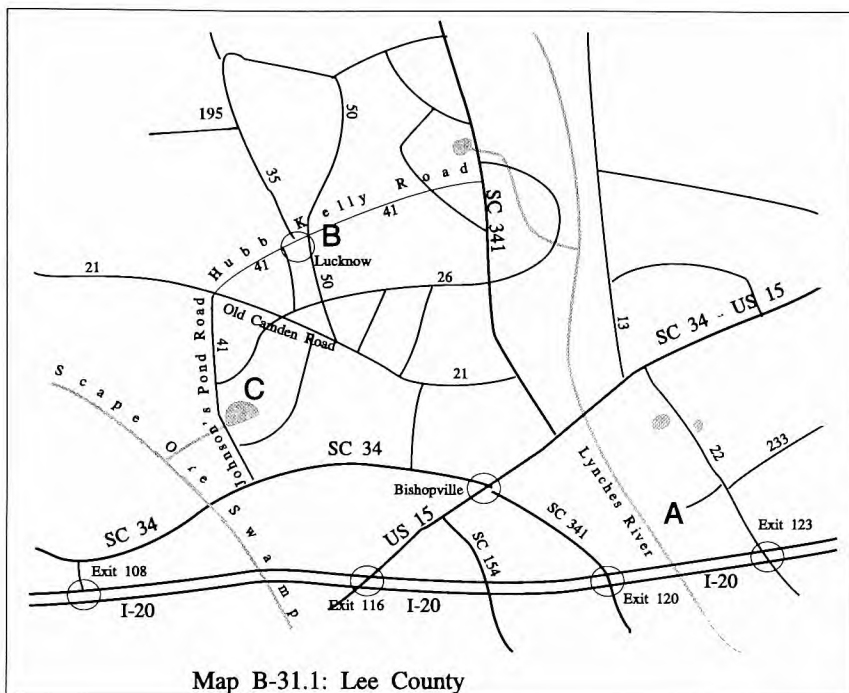 195
50
35
Hubb Kelly Road
41
SC 341
B
41
Lucknow
21
50
26
13
SC 34 - US 15
Old Camden Road
Johnson's Pond Road
41
21
Scape O'er Swamp
C
SC 34
22
233
Bishopville
Lynches River
A
SC 34
US 15
SC 341
SC 154
Exit 123
Exit 108
I-20
Exit 116
I-20
Exit 120
I-20
Map B-31.1: Lee County